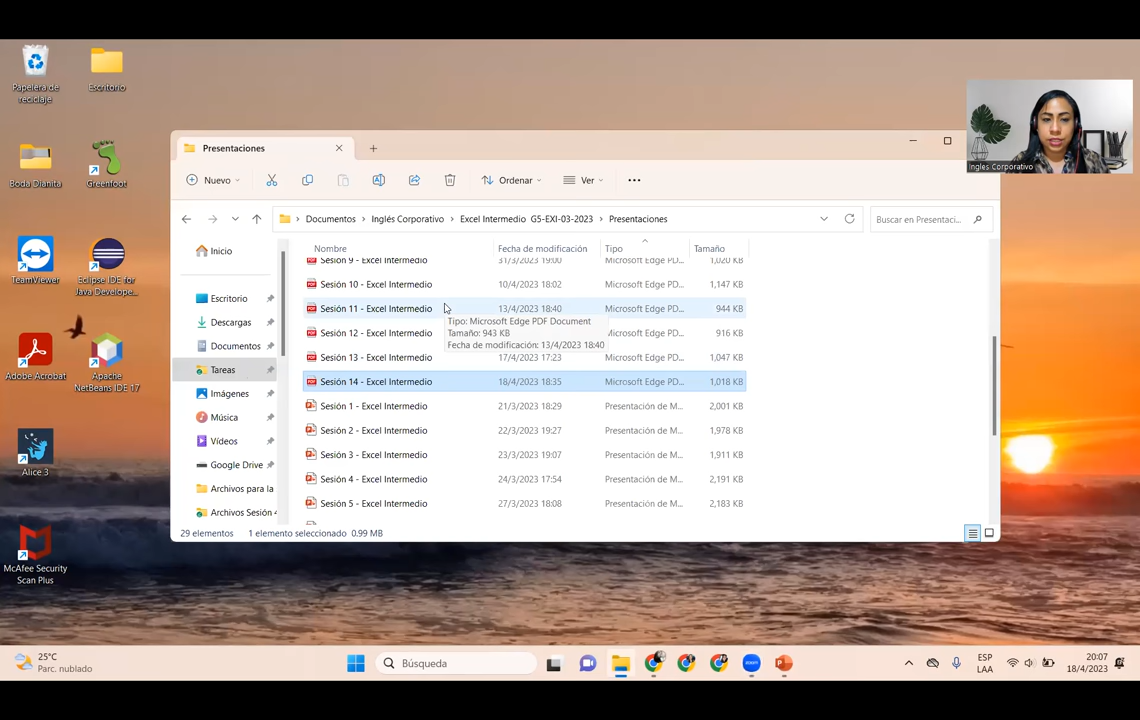 Papelera de
reciclaje
Escritorio
Boda Dianita
Greenfoot
TeamViewer
Eclipse IDE for
Java Develope...
Adobe Acrobat
Apache
NetBeans IDE 17
Alice 3
McAfee Security
Scan Plus
Ingles Corporativo
Presentaciones
Nuevo
Ordenar
Ver
Documentos > Inglés Corporativo > Excel Intermedio G5-EXI-03-2023 > Presentaciones
Buscar en Presentaci...
Inicio
Escritorio
Descargas
Documentos
Tareas
Imágenes
Música
Vídeos
Google Drive
Archivos para la
Archivos Sesión 4
Nombre Fecha de modificación Tipo Tamaño
Sesión 9 - Excel Intermedio 31/3/2023 19:00 Microsoft Edge PD... 1,020 KB
Sesión 10 - Excel Intermedio 10/4/2023 18:02 Microsoft Edge PD... 1,147 KB
Sesión 11 - Excel Intermedio 13/4/2023 18:40 Microsoft Edge PD... 944 KB
Tipo: Microsoft Edge PDF Document
Tamaño: 943 KB
Fecha de modificación: 13/4/2023 18:40
Sesión 12 - Excel Intermedio 916 KB
Sesión 13 - Excel Intermedio 17/4/2023 17:23 Microsoft Edge PD... 1,047 KB
Sesión 14 - Excel Intermedio 18/4/2023 18:35 Microsoft Edge PD... 1,018 KB
Sesión 1 - Excel Intermedio 21/3/2023 18:29 Presentación de M... 2,001 KB
Sesión 2 - Excel Intermedio 22/3/2023 19:27 Presentación de M... 1,978 KB
Sesión 3 - Excel Intermedio 23/3/2023 19:07 Presentación de M... 1,911 KB
Sesión 4 - Excel Intermedio 24/3/2023 17:54 Presentación de M... 2,191 KB
Sesión 5 - Excel Intermedio 27/3/2023 18:08 Presentación de M... 2,183 KB
29 elementos 1 elemento seleccionado 0.99 MB
25°C
Parc. nublado
Búsqueda
ESP
LAA
20:07
18/4/2023